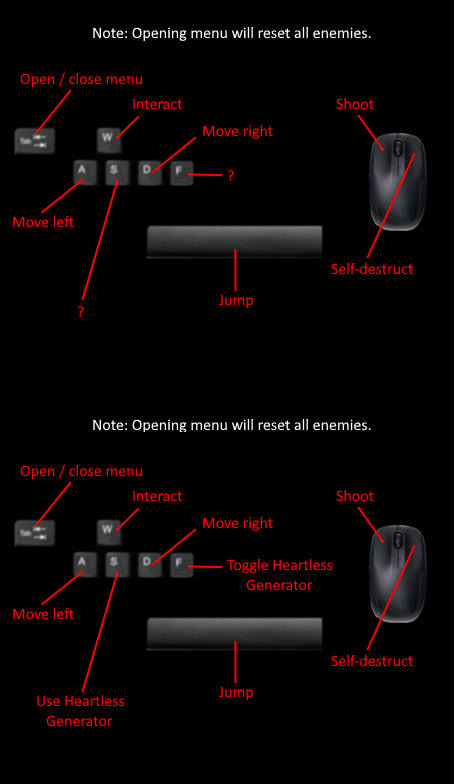 Note: Opening menu will reset all enemies.
Open / close menu
Interact
Shoot
Move right
Tab
W
A
S
D
F
?
Move left
Self-destruct
Jump
?
Note: Opening menu will reset all enemies.
Open / close menu
Interact
Shoot
Move right
Tab
W
A
S
D
F
Toggle Heartless
Generator
Move left
Self-destruct
Jump
Use Heartless
Generator